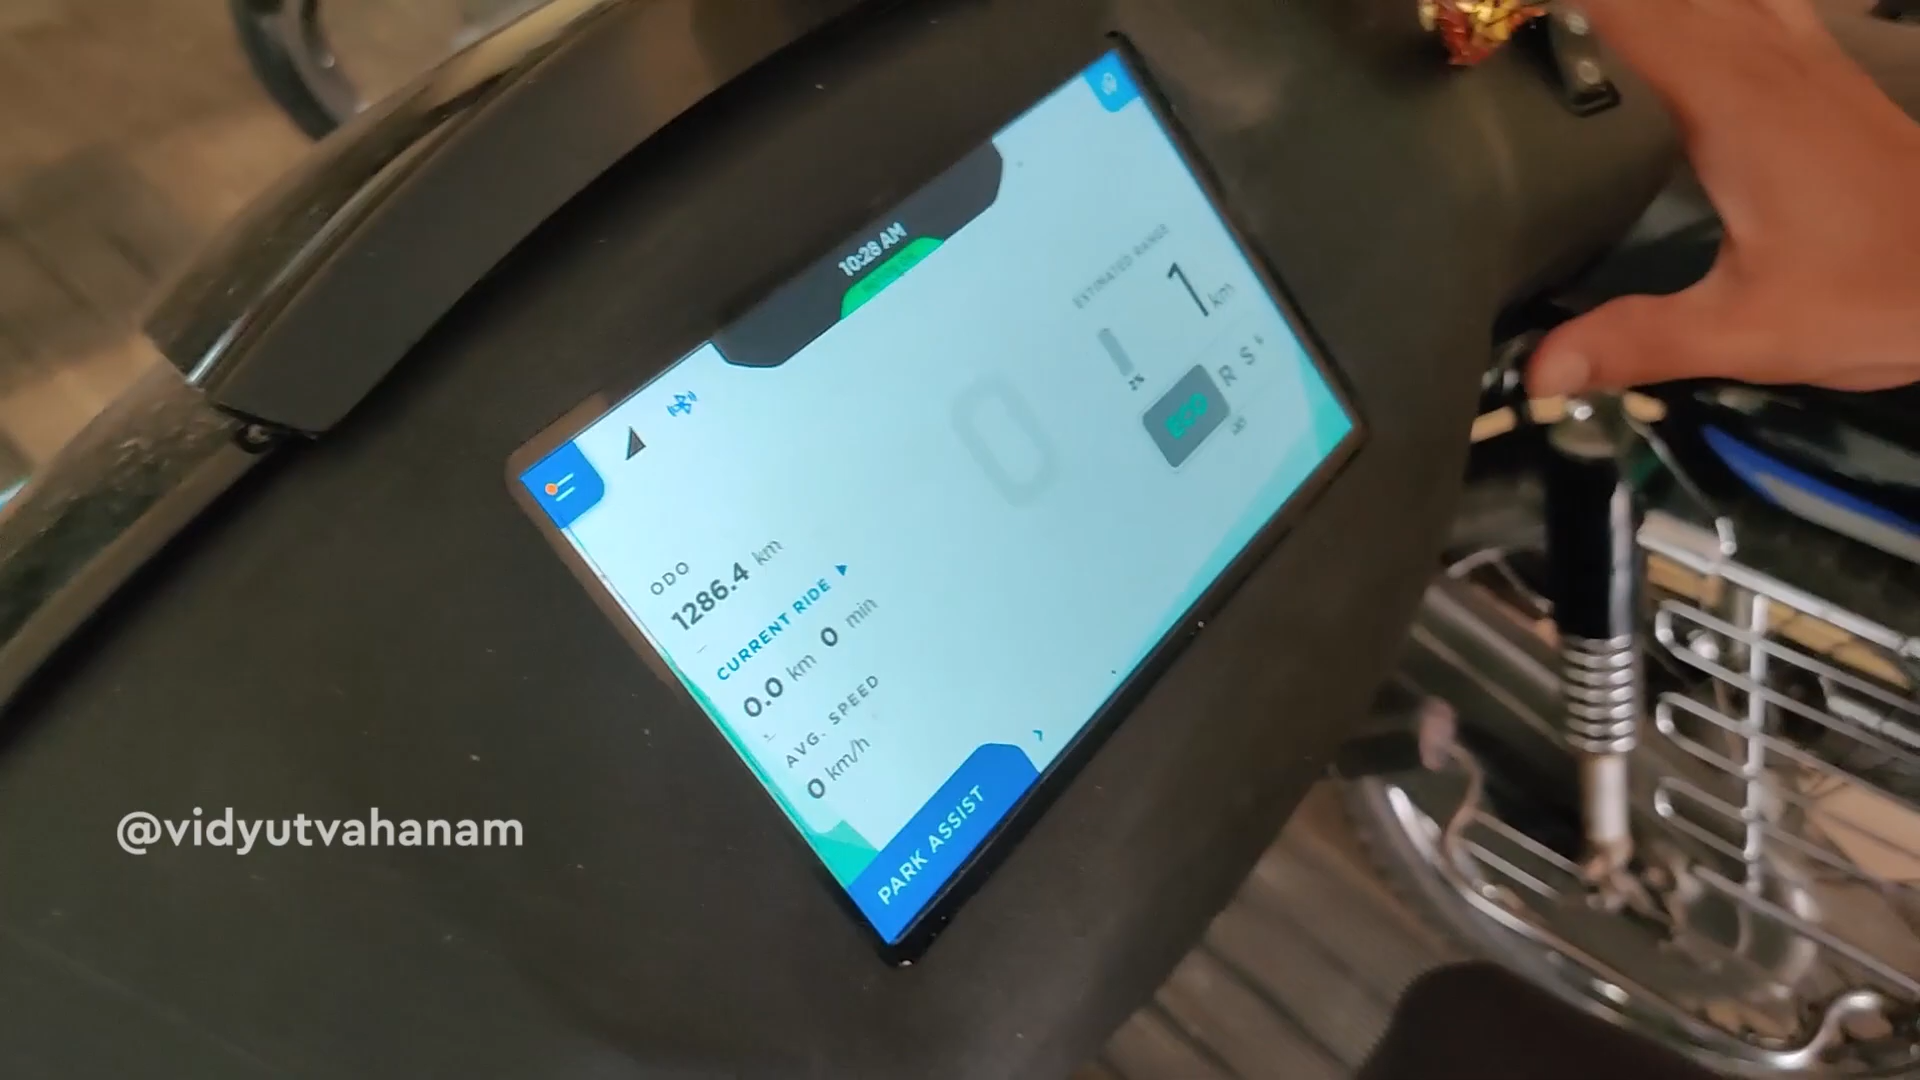 10:28 AM
ESTIMATED RANGE
1 km
2%
ECO R S
0
ODO
1286.4 km
CURRENT RIDE
0.0 km 0 min
AVG. SPEED
0 km/h
PARK ASSIST
@vidyutvahanam